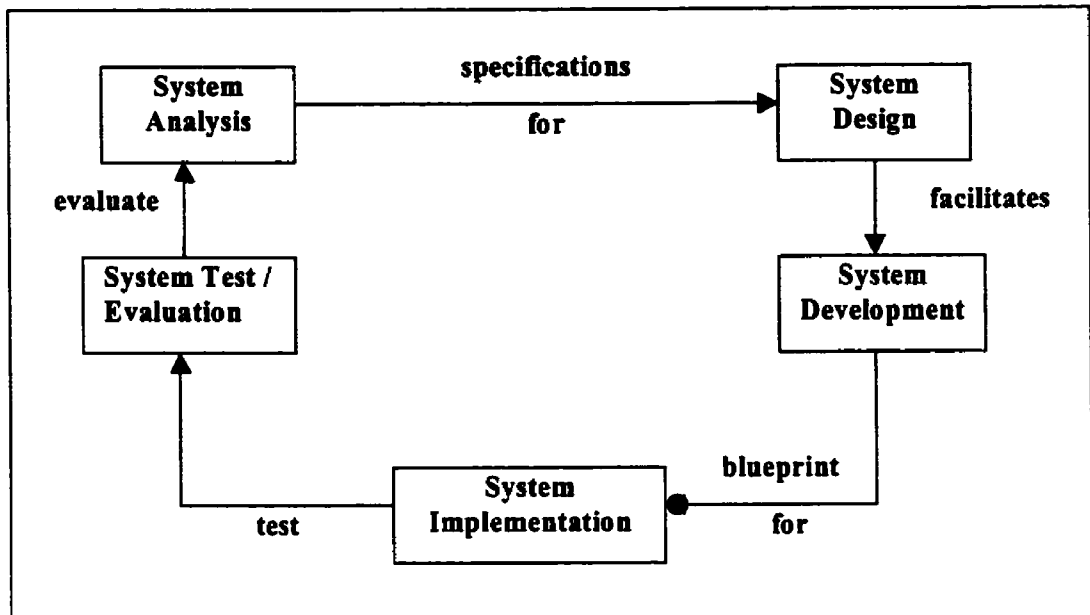 System
Analysis
specifications
for
System
Design
evaluate
facilitates
System Test /
Evaluation
System
Development
blueprint
for
System
Implementation
test